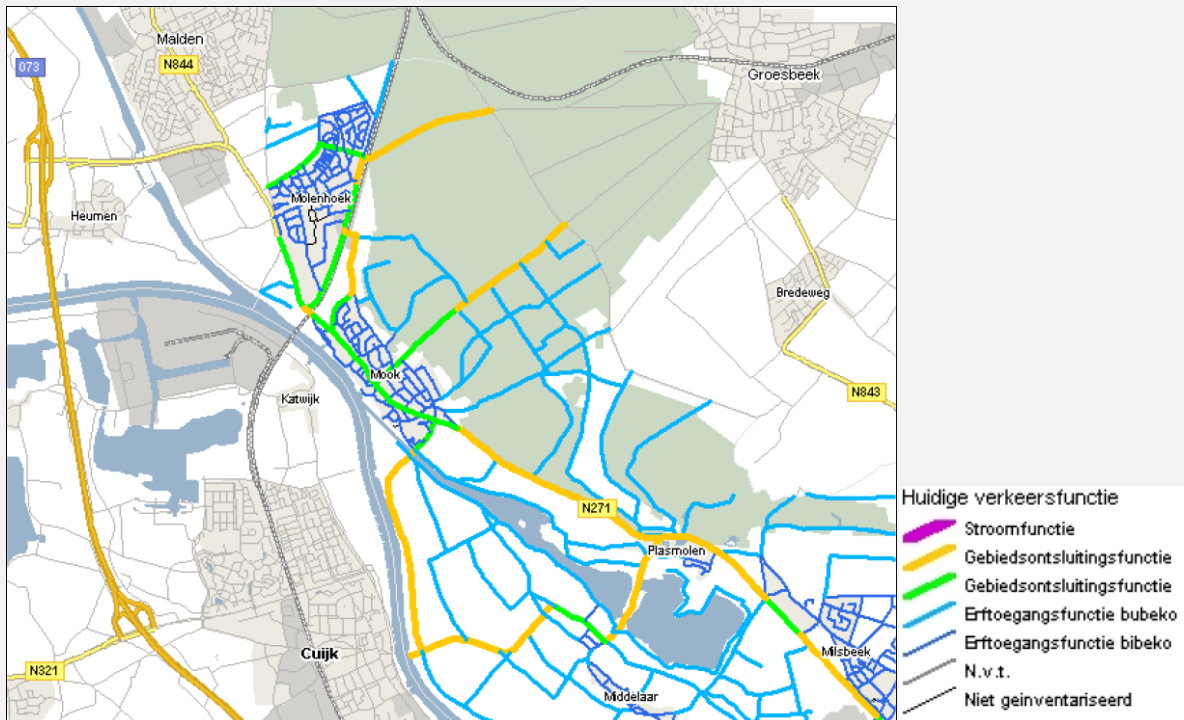 Malden
N844
073
Groesbeek
Molenhoek
Heumen
Bredeweg
Mook
N843
Katwijk
N271
Plasmolen
Cuijk
Milsbeek
N321
Middelaar
Huidige verkeersfunctie
Stroomfunctie
Gebiedsontsluitingsfunctie
Gebiedsontsluitingsfunctie
Erftoegangsfunctie bubeko
Erftoegangsfunctie bibeko
N.v.t.
Niet geinventariseerd